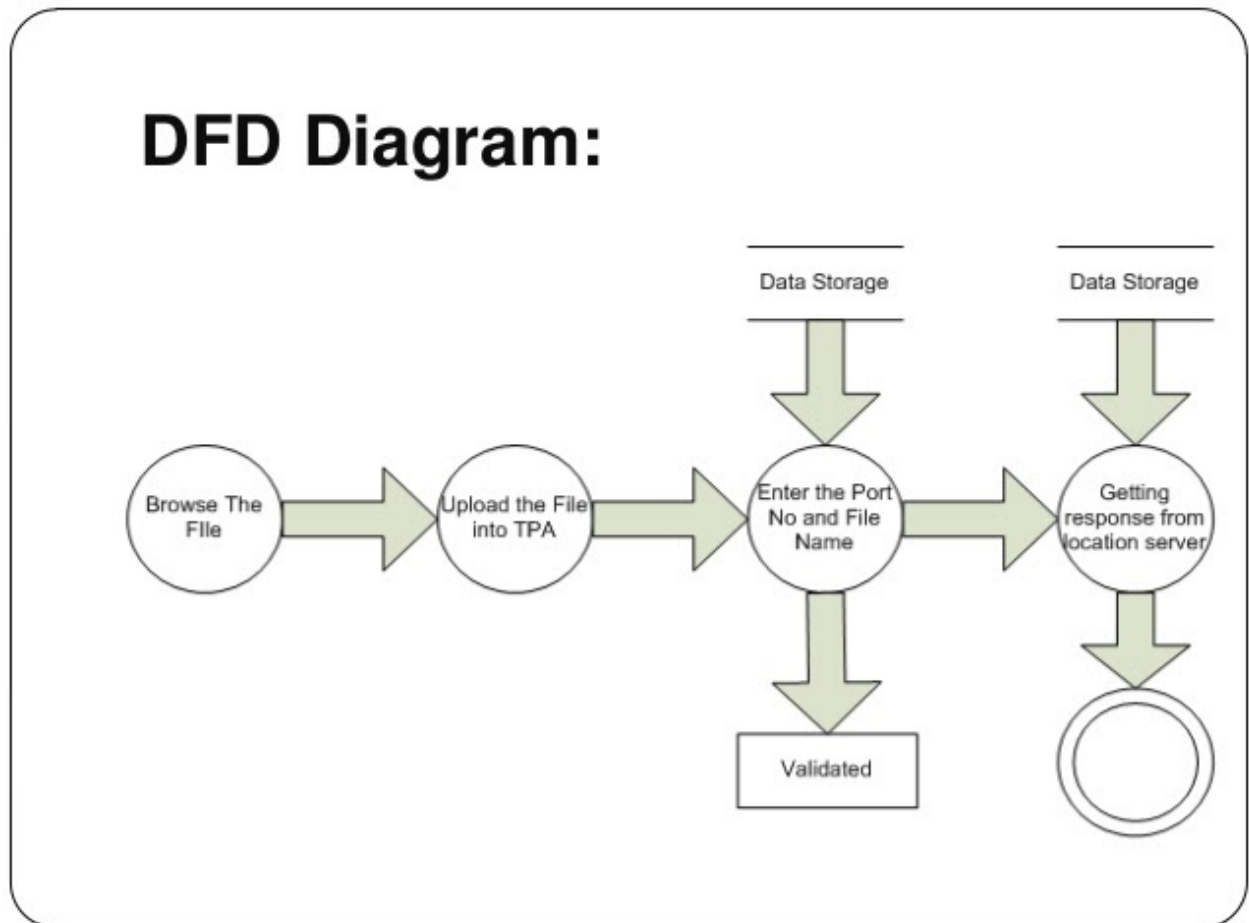 DFD Diagram:
Data Storage
Data Storage
Browse The
FIle
Upload the File
into TPA
Enter the Port
No and File
Name
Getting
response from
location server
Validated